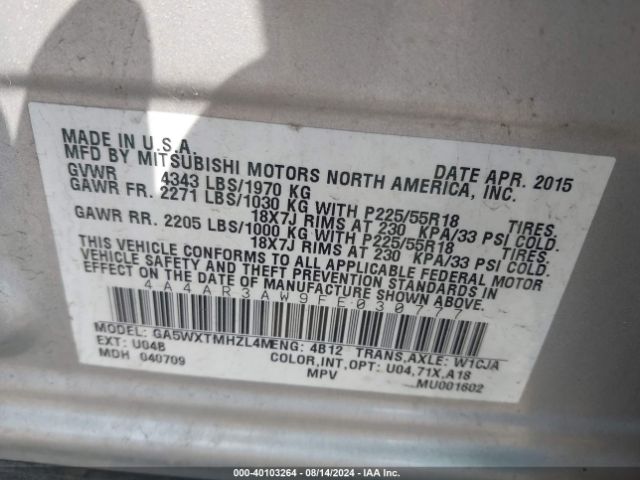 MADE IN U.S.A.
MFD BY MITSUBISHI MOTORS NORTH AMERICA, INC.
DATE APR. 2015
GVWR 4343 LBS/1970 KG
GAWR FR. 2271 LBS/1030 KG WITH P225/55R18 TIRES.
18X7J RIMS AT 230 KPA/33 PSI COLD.
GAWR RR. 2205 LBS/1000 KG WITH P225/55R18 TIRES.
18X7J RIMS AT 230 KPA/33 PSI COLD.
THIS VEHICLE CONFORMS TO ALL APPLICABLE FEDERAL MOTOR
VEHICLE SAFETY AND THEFT PREVENTION STANDARDS IN
EFFECT ON THE DATE OF MANUFACTURE SHOWN ABOVE.
4A4AR3AW9FE030777
MODEL: GA5WXTMHZL4M ENG: 4B12 TRANS,AXLE: W1CJA
EXT: U04B COLOR,INT,OPT: U04,71X,A18
MDH 040709 MPV MU001602
000-40103264 - 08/14/2024 - IAA Inc.